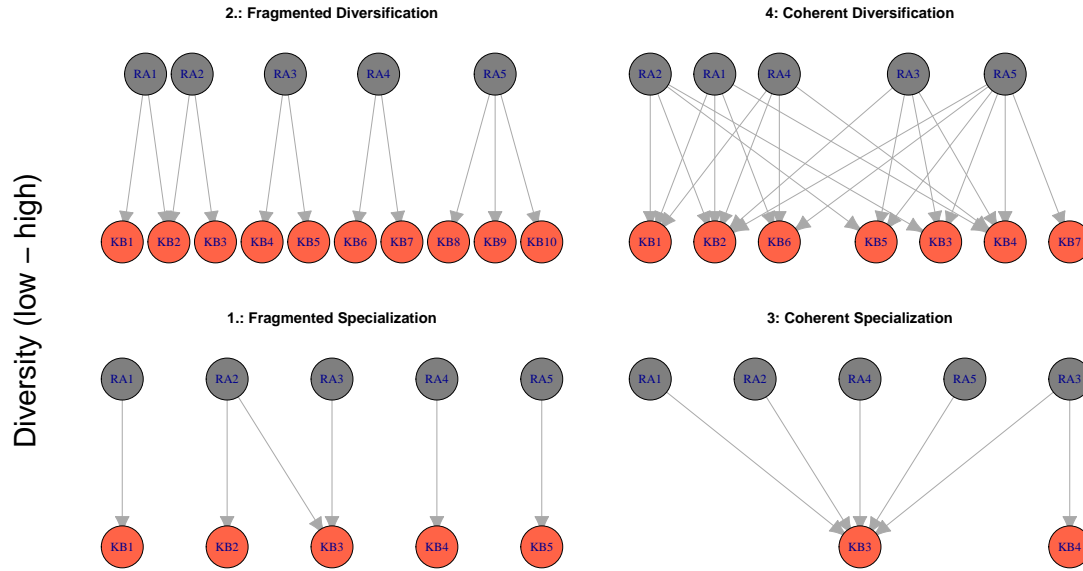 Diversity (low – high)
2.: Fragmented Diversification
RA1 RA2 RA3 RA4 RA5
KB1 KB2 KB3 KB4 KB5 KB6 KB7 KB8 KB9 KB10
4: Coherent Diversification
RA2 RA1 RA4 RA3 RA5
KB1 KB2 KB6 KB5 KB3 KB4 KB7
1.: Fragmented Specialization
RA1 RA2 RA3 RA4 RA5
KB1 KB2 KB3 KB4 KB5
3: Coherent Specialization
RA1 RA2 RA4 RA5 RA3
KB3 KB4